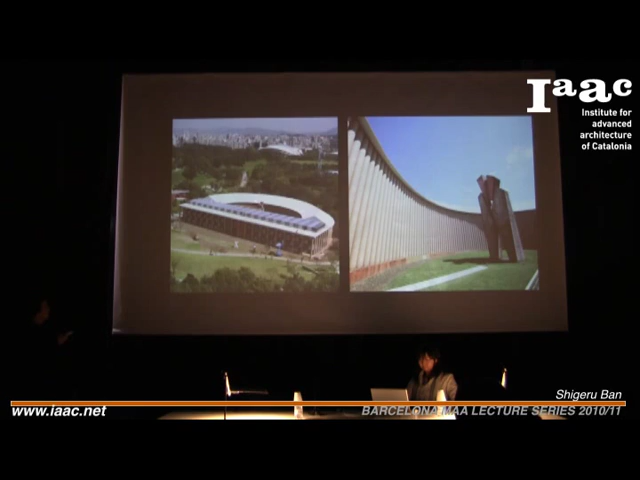 Iaac
Institute for
advanced
architecture
of Catalonia
Shigeru Ban
www.iaac.net
BARCELONA MAA LECTURE SERIES 2010/11